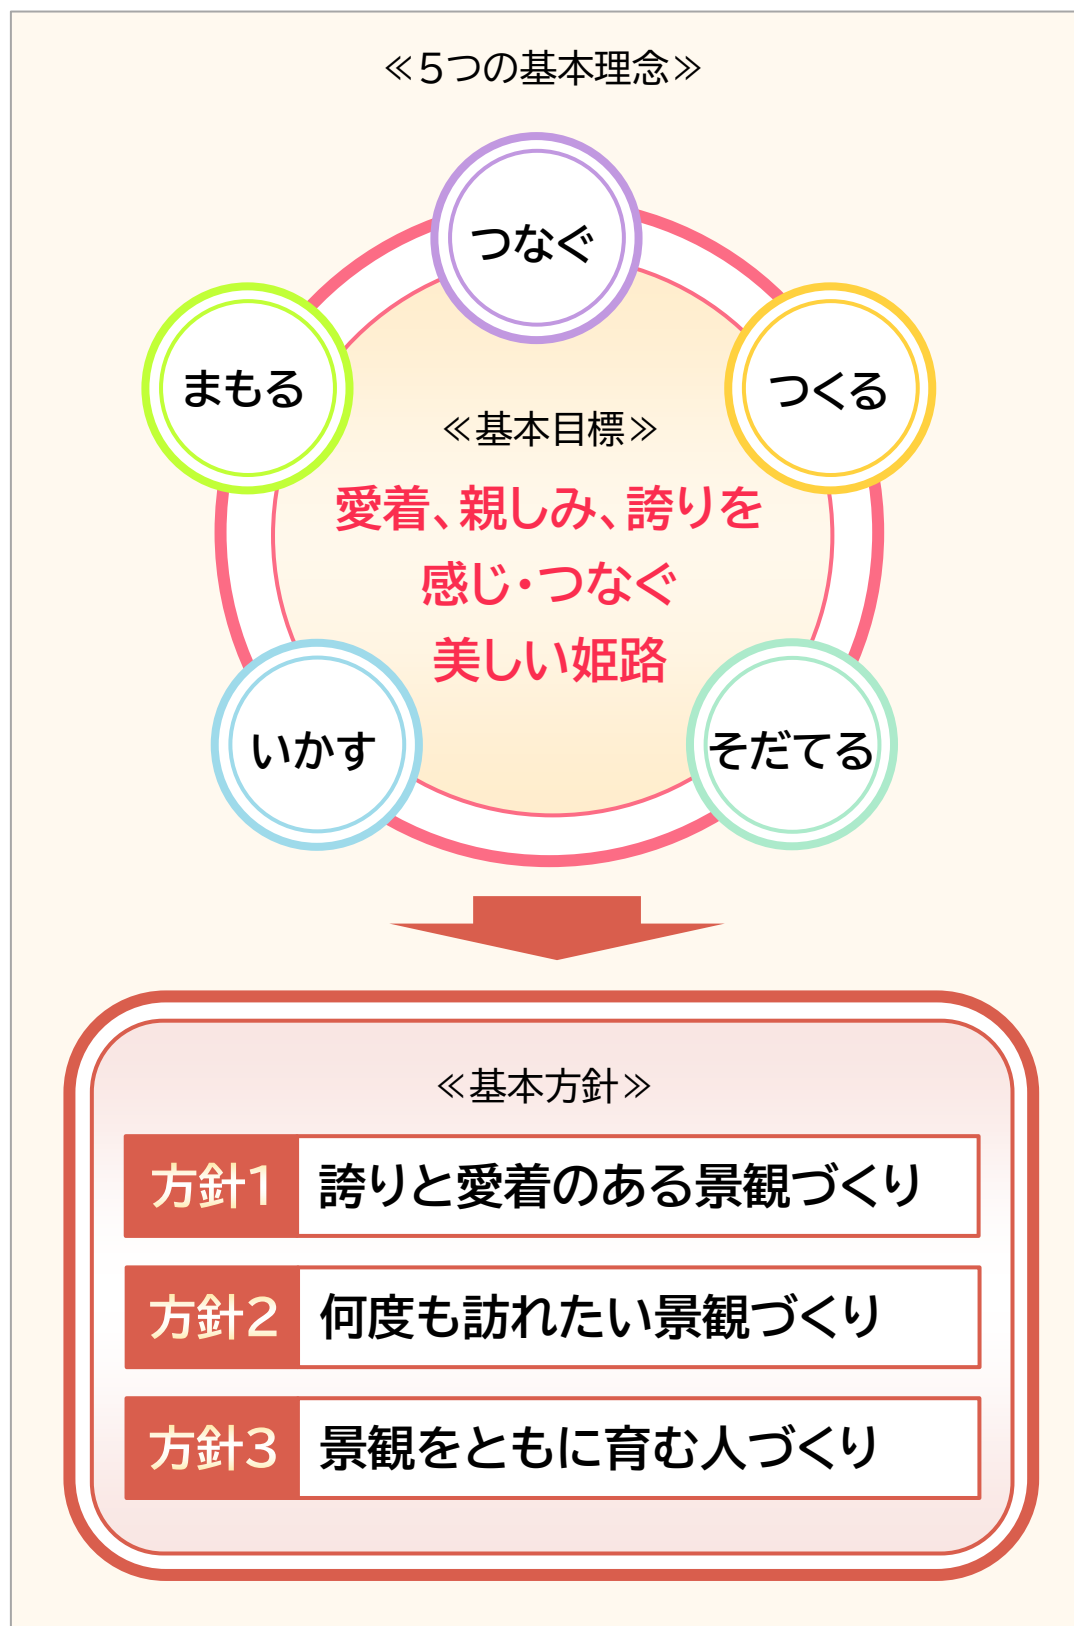 ≪5つの基本理念≫
つなぐ
まもる
つくる
≪基本目標≫
愛着、親しみ、誇りを
感じ・つなぐ
美しい姫路
いかす
そだてる
≪基本方針≫
方針1 誇りと愛着のある景観づくり
方針2 何度も訪れたい景観づくり
方針3 景観をともに育む人づくり